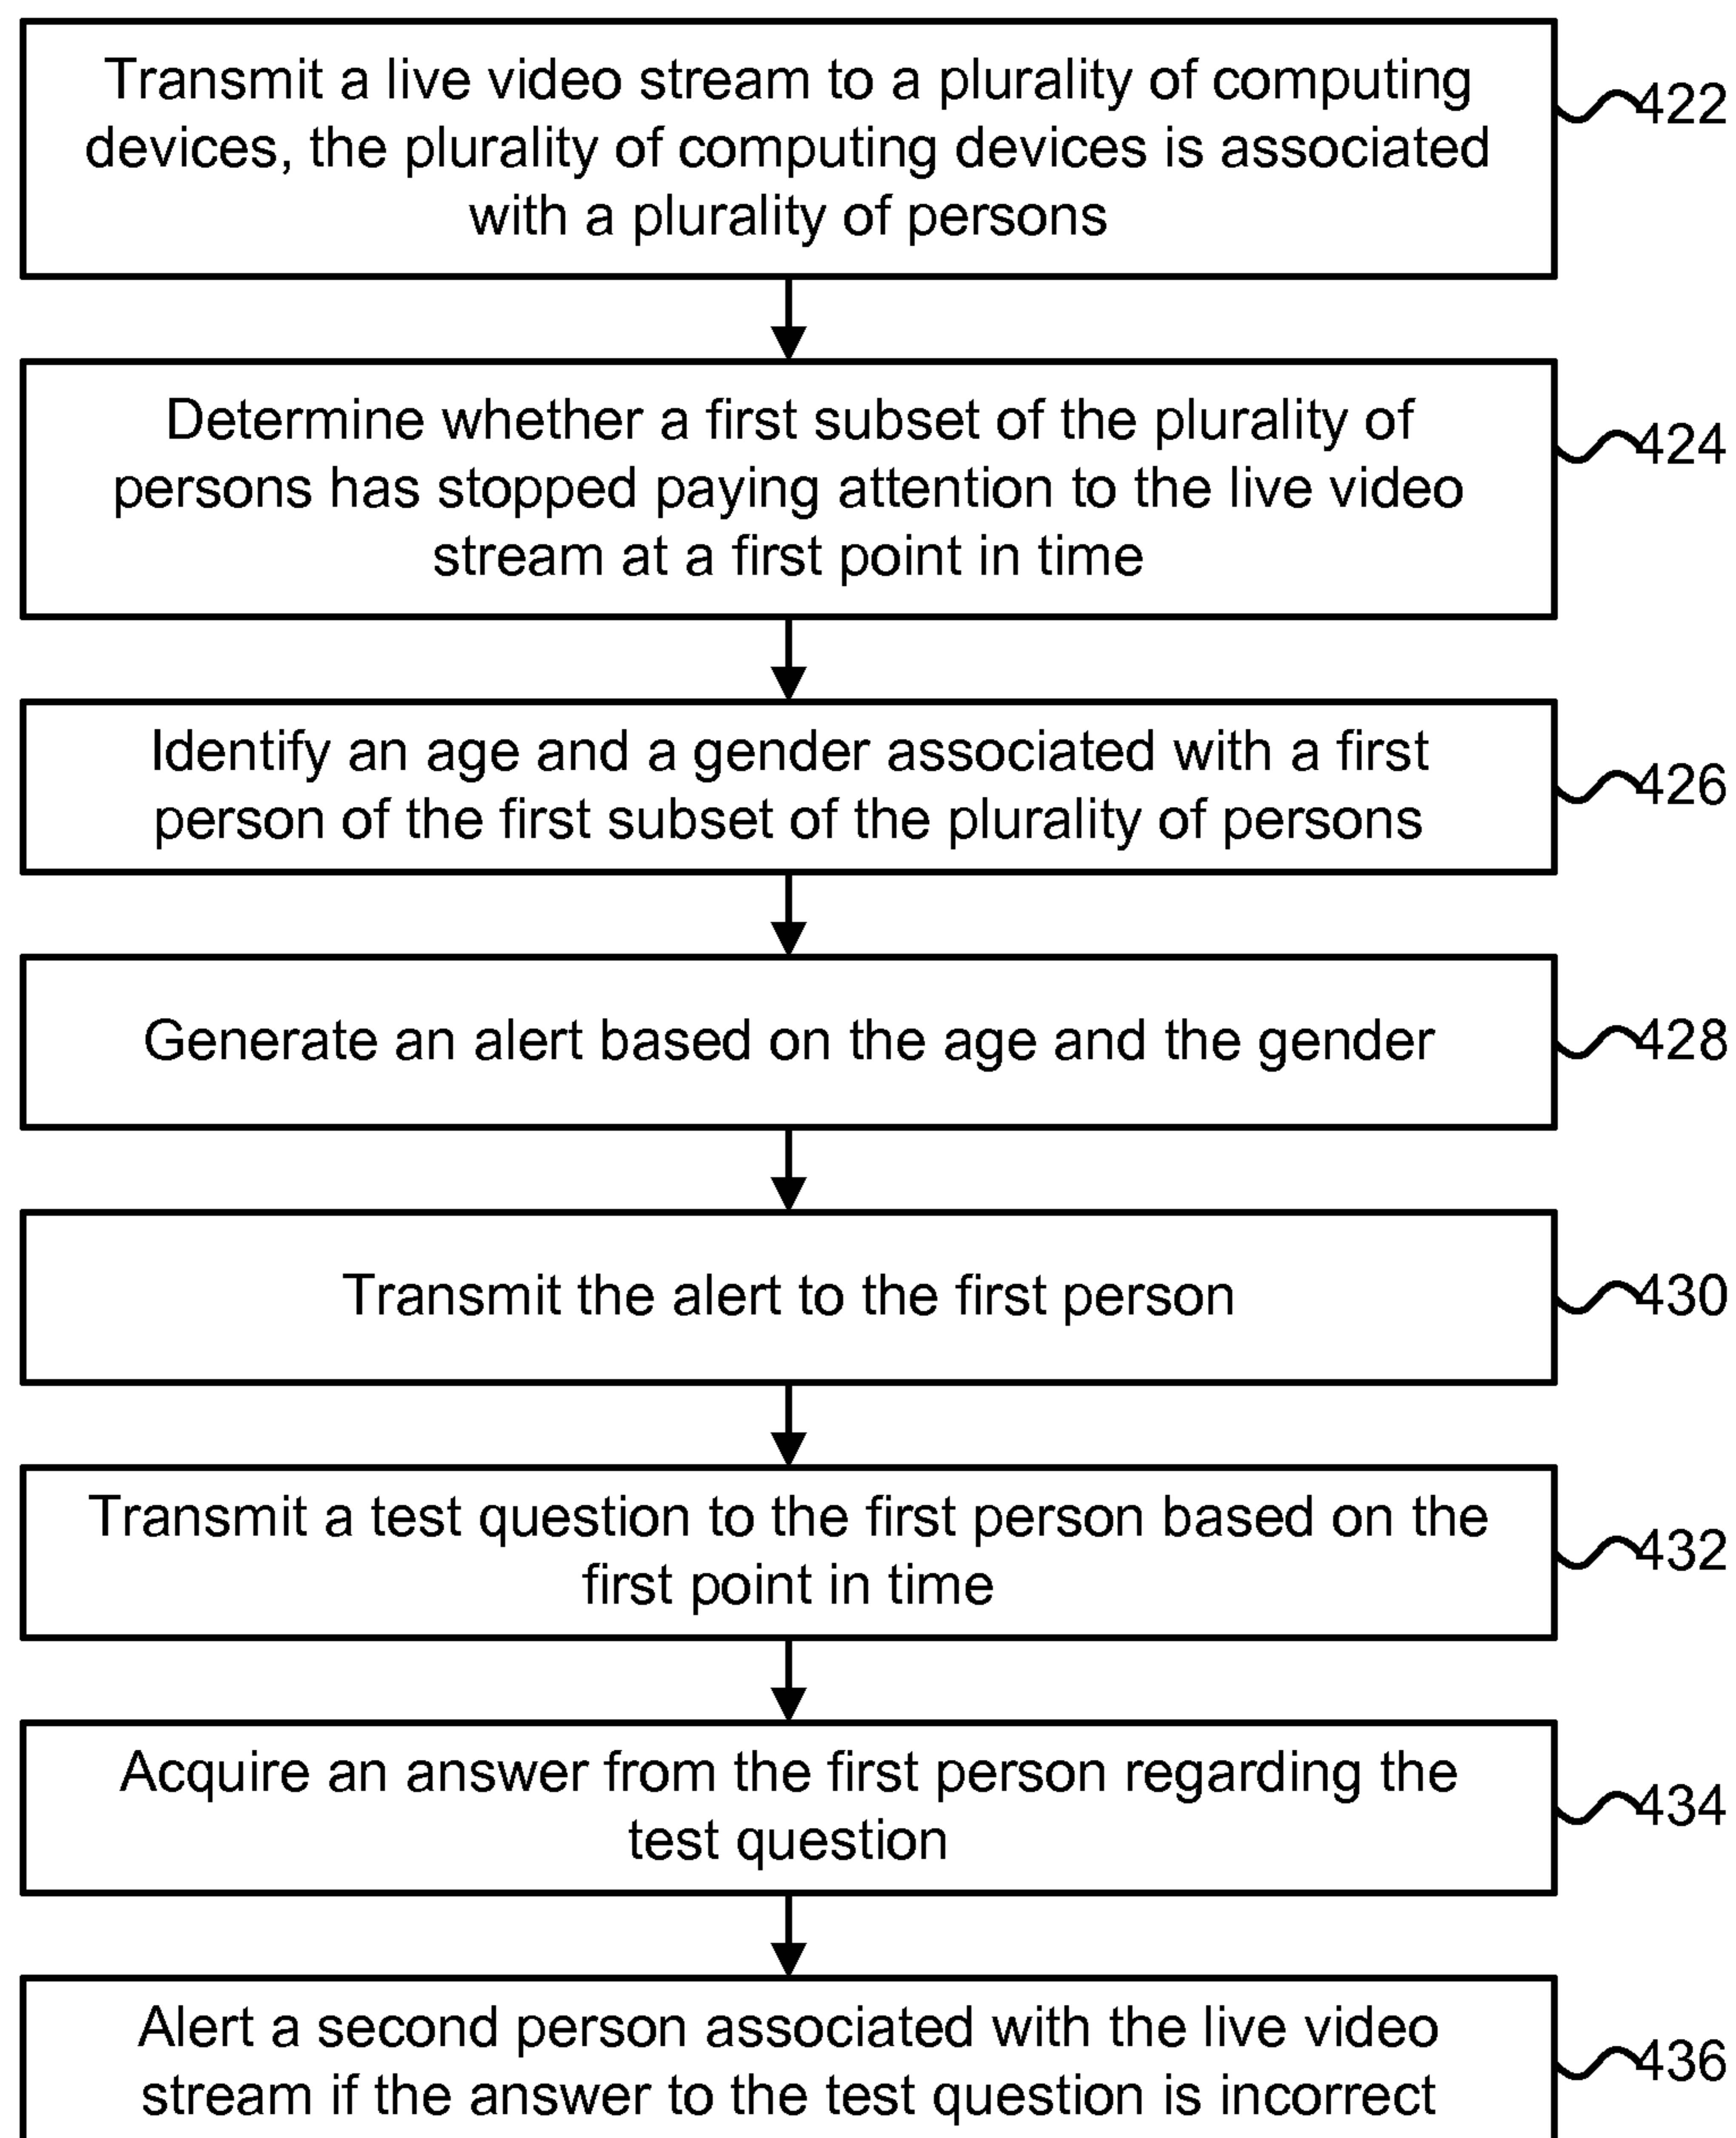 Transmit a live video stream to a plurality of computing
devices, the plurality of computing devices is associated
with a plurality of persons
422
Determine whether a first subset of the plurality of
persons has stopped paying attention to the live video
stream at a first point in time
424
Identify an age and a gender associated with a first
person of the first subset of the plurality of persons
426
Generate an alert based on the age and the gender
428
Transmit the alert to the first person
430
Transmit a test question to the first person based on the
first point in time
432
Acquire an answer from the first person regarding the
test question
434
Alert a second person associated with the live video
stream if the answer to the test question is incorrect
436